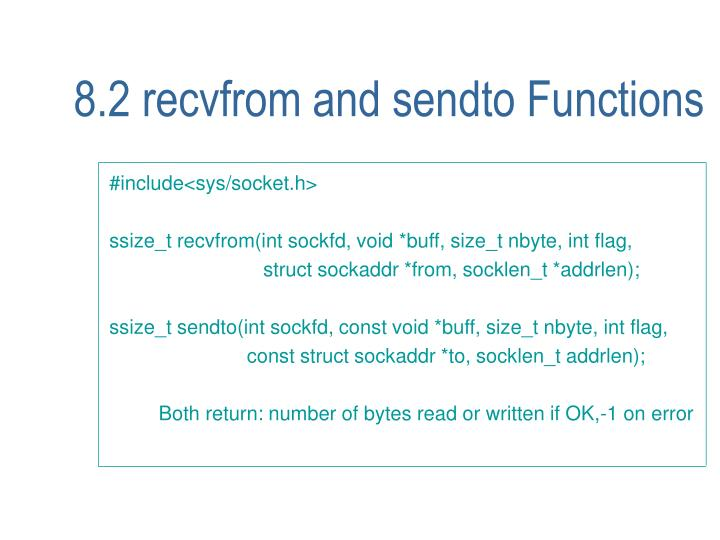 8.2 recvfrom and sendto Functions
#include<sys/socket.h>
ssize_t recvfrom(int sockfd, void *buff, size_t nbyte, int flag,
struct sockaddr *from, socklen_t *addrlen);
ssize_t sendto(int sockfd, const void *buff, size_t nbyte, int flag,
const struct sockaddr *to, socklen_t addrlen);
Both return: number of bytes read or written if OK,-1 on error